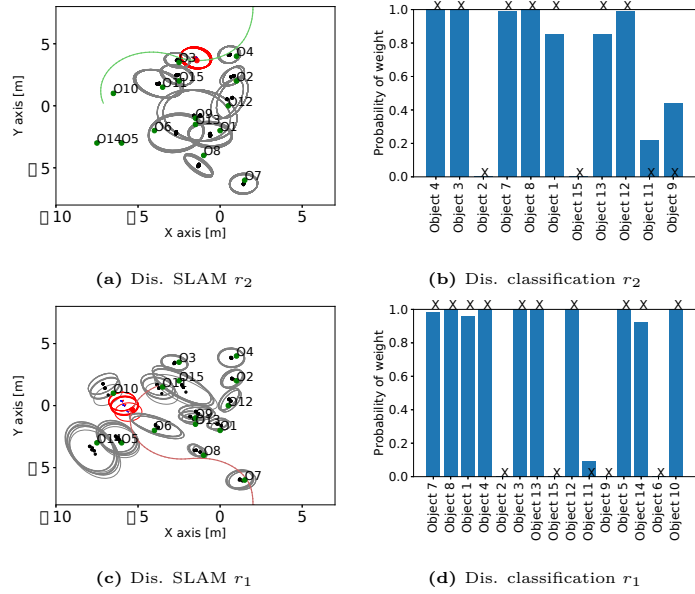 5
0
□5
Y axis [m]
O3
O4
O15
O2
O10
O11
O12
O9
O13
O6
O1
O14
O5
O8
O7
□10 □5 0 5
X axis [m]
X X X X X X X
1.0
0.8
0.6
0.4
0.2
0.0
Probability of weight
X X X X
Object 4
Object 3
Object 2
Object 7
Object 8
Object 1
Object 15
Object 13
Object 12
Object 11
Object 9
(a) Dis. SLAM r2
(b) Dis. classification r2
5
0
□5
Y axis [m]
O3
O4
O11
O15
O2
O10
O12
O9
O13
O6
O1
O14
O5
O8
O7
□10 □5 0 5
X axis [m]
X X X X X X X X X X
1.0
0.8
0.6
0.4
0.2
0.0
Probability of weight
X X X X X
Object 7
Object 8
Object 1
Object 4
Object 2
Object 3
Object 13
Object 15
Object 12
Object 11
Object 9
Object 5
Object 14
Object 6
Object 10
(c) Dis. SLAM r1
(d) Dis. classification r1